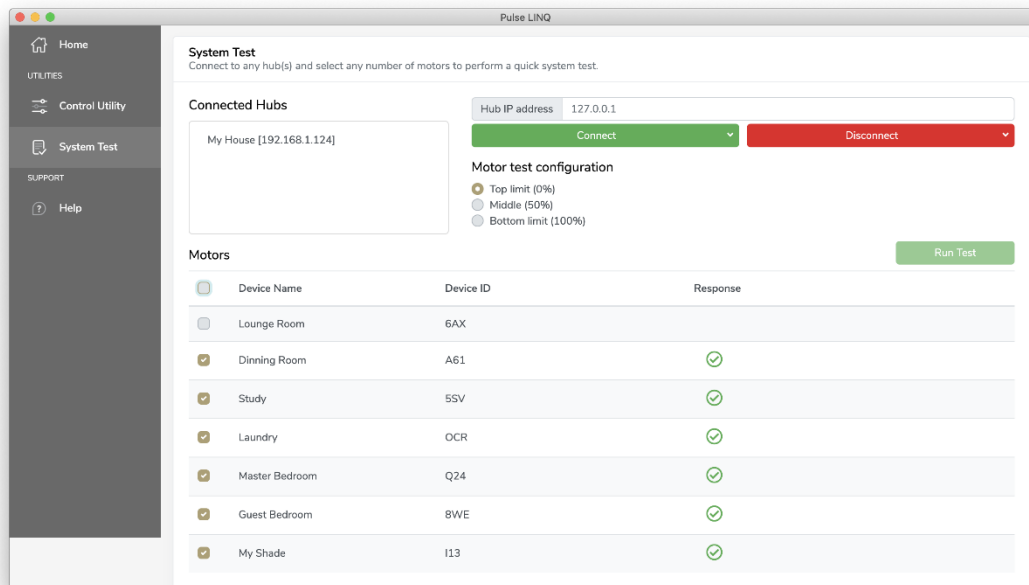 Pulse LINQ
Home
UTILITIES
Control Utility
System Test
SUPPORT
Help
System Test
Connect to any hub(s) and select any number of motors to perform a quick system test.
Connected Hubs
My House [192.168.1.124]
Hub IP address 127.0.0.1
Connect Disconnect
Motor test configuration
Top limit (0%)
Middle (50%)
Bottom limit (100%)
Motors Run Test
Device Name Device ID Response
Lounge Room 6AX
Dinning Room A61
Study 5SV
Laundry OCR
Master Bedroom Q24
Guest Bedroom 8WE
My Shade I13